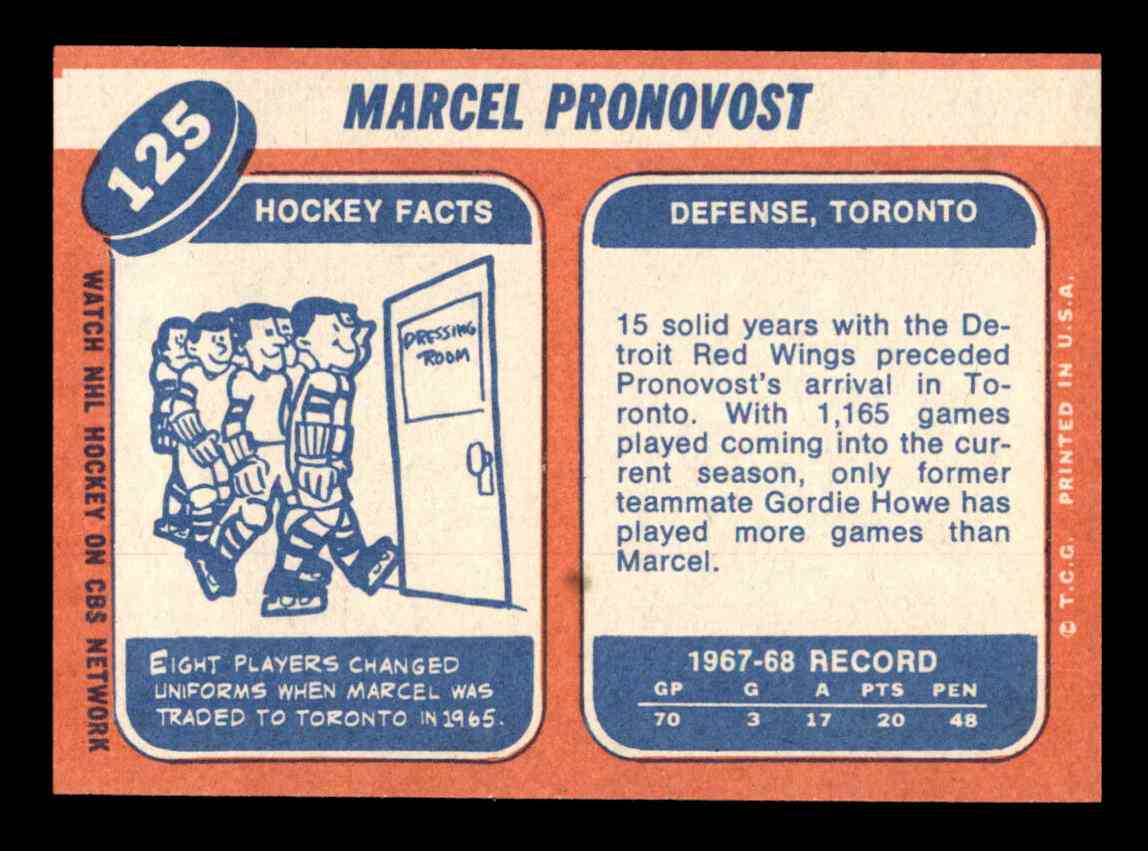 MARCEL PRONOVOST
125
HOCKEY FACTS
DRESSING
ROOM
EIGHT PLAYERS CHANGED
UNIFORMS WHEN MARCEL WAS
TRADED TO TORONTO IN 1965.
WATCH NHL HOCKEY ON CBS NETWORK
DEFENSE, TORONTO
15 solid years with the De-
troit Red Wings preceded
Pronovost's arrival in To-
ronto. With 1,165 games
played coming into the cur-
rent season, only former
teammate Gordie Howe has
played more games than
Marcel.
1967-68 RECORD
GP G A PTS PEN
70 3 17 20 48
© T.C.G. PRINTED IN U.S.A.